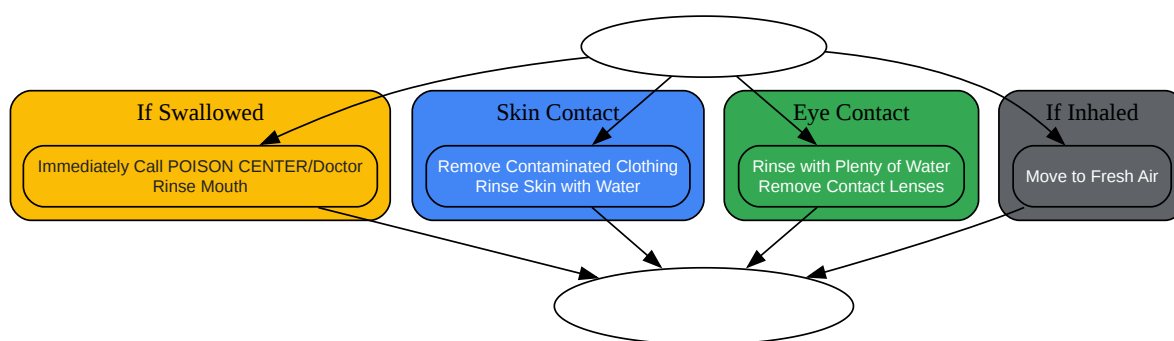 If Swallowed
Immediately Call POISON CENTER/Doctor
Rinse Mouth
Skin Contact
Remove Contaminated Clothing
Rinse Skin with Water
Eye Contact
Rinse with Plenty of Water
Remove Contact Lenses
If Inhaled
Move to Fresh Air